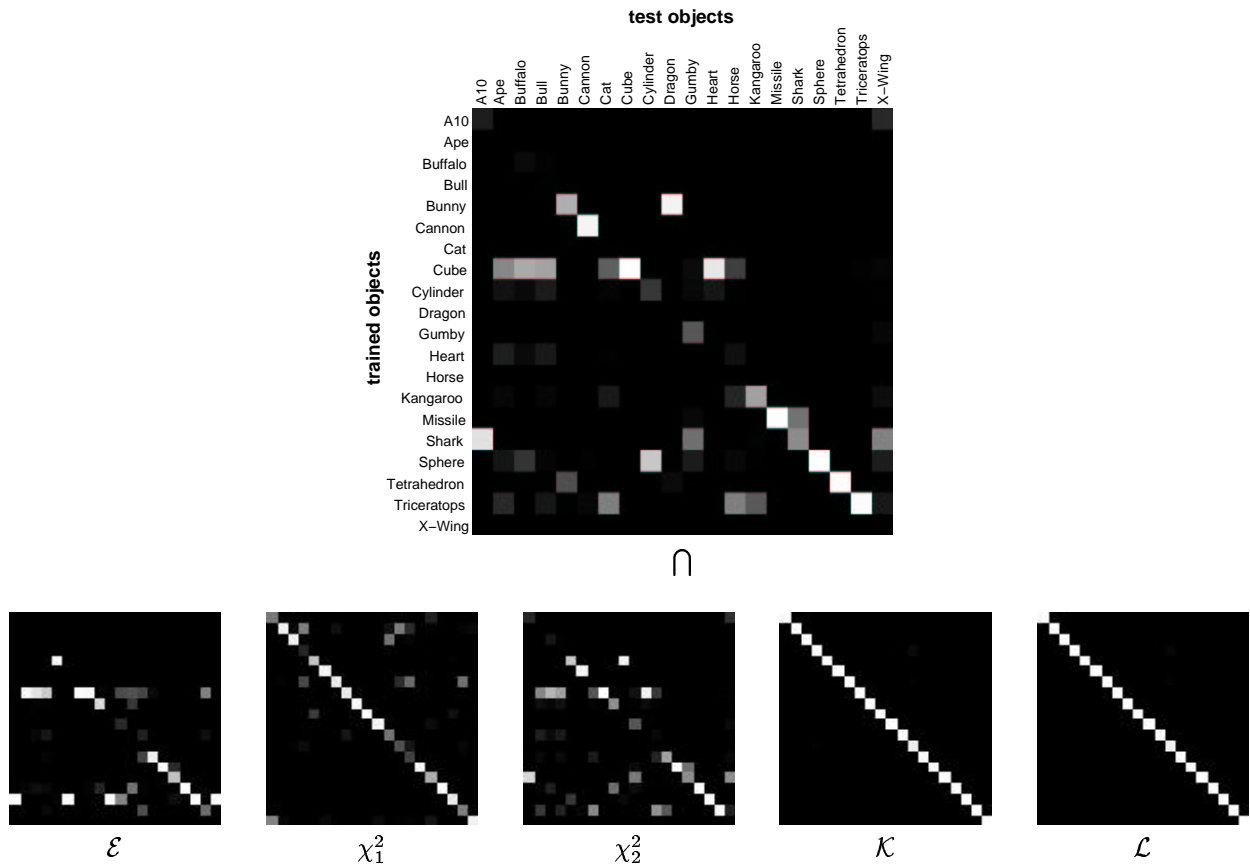 test objects
A10
Ape
Buffalo
Bull
Bunny
Cannon
Cat
Cube
Cylinder
Dragon
Gumby
Heart
Horse
Kangaroo
Missile
Shark
Sphere
Tetrahedron
Triceratops
X−Wing
trained objects
A10
Ape
Buffalo
Bull
Bunny
Cannon
Cat
Cube
Cylinder
Dragon
Gumby
Heart
Horse
Kangaroo
Missile
Shark
Sphere
Tetrahedron
Triceratops
X−Wing
⋂
ℰ χ₁² χ₂² 𝒦 ℒ